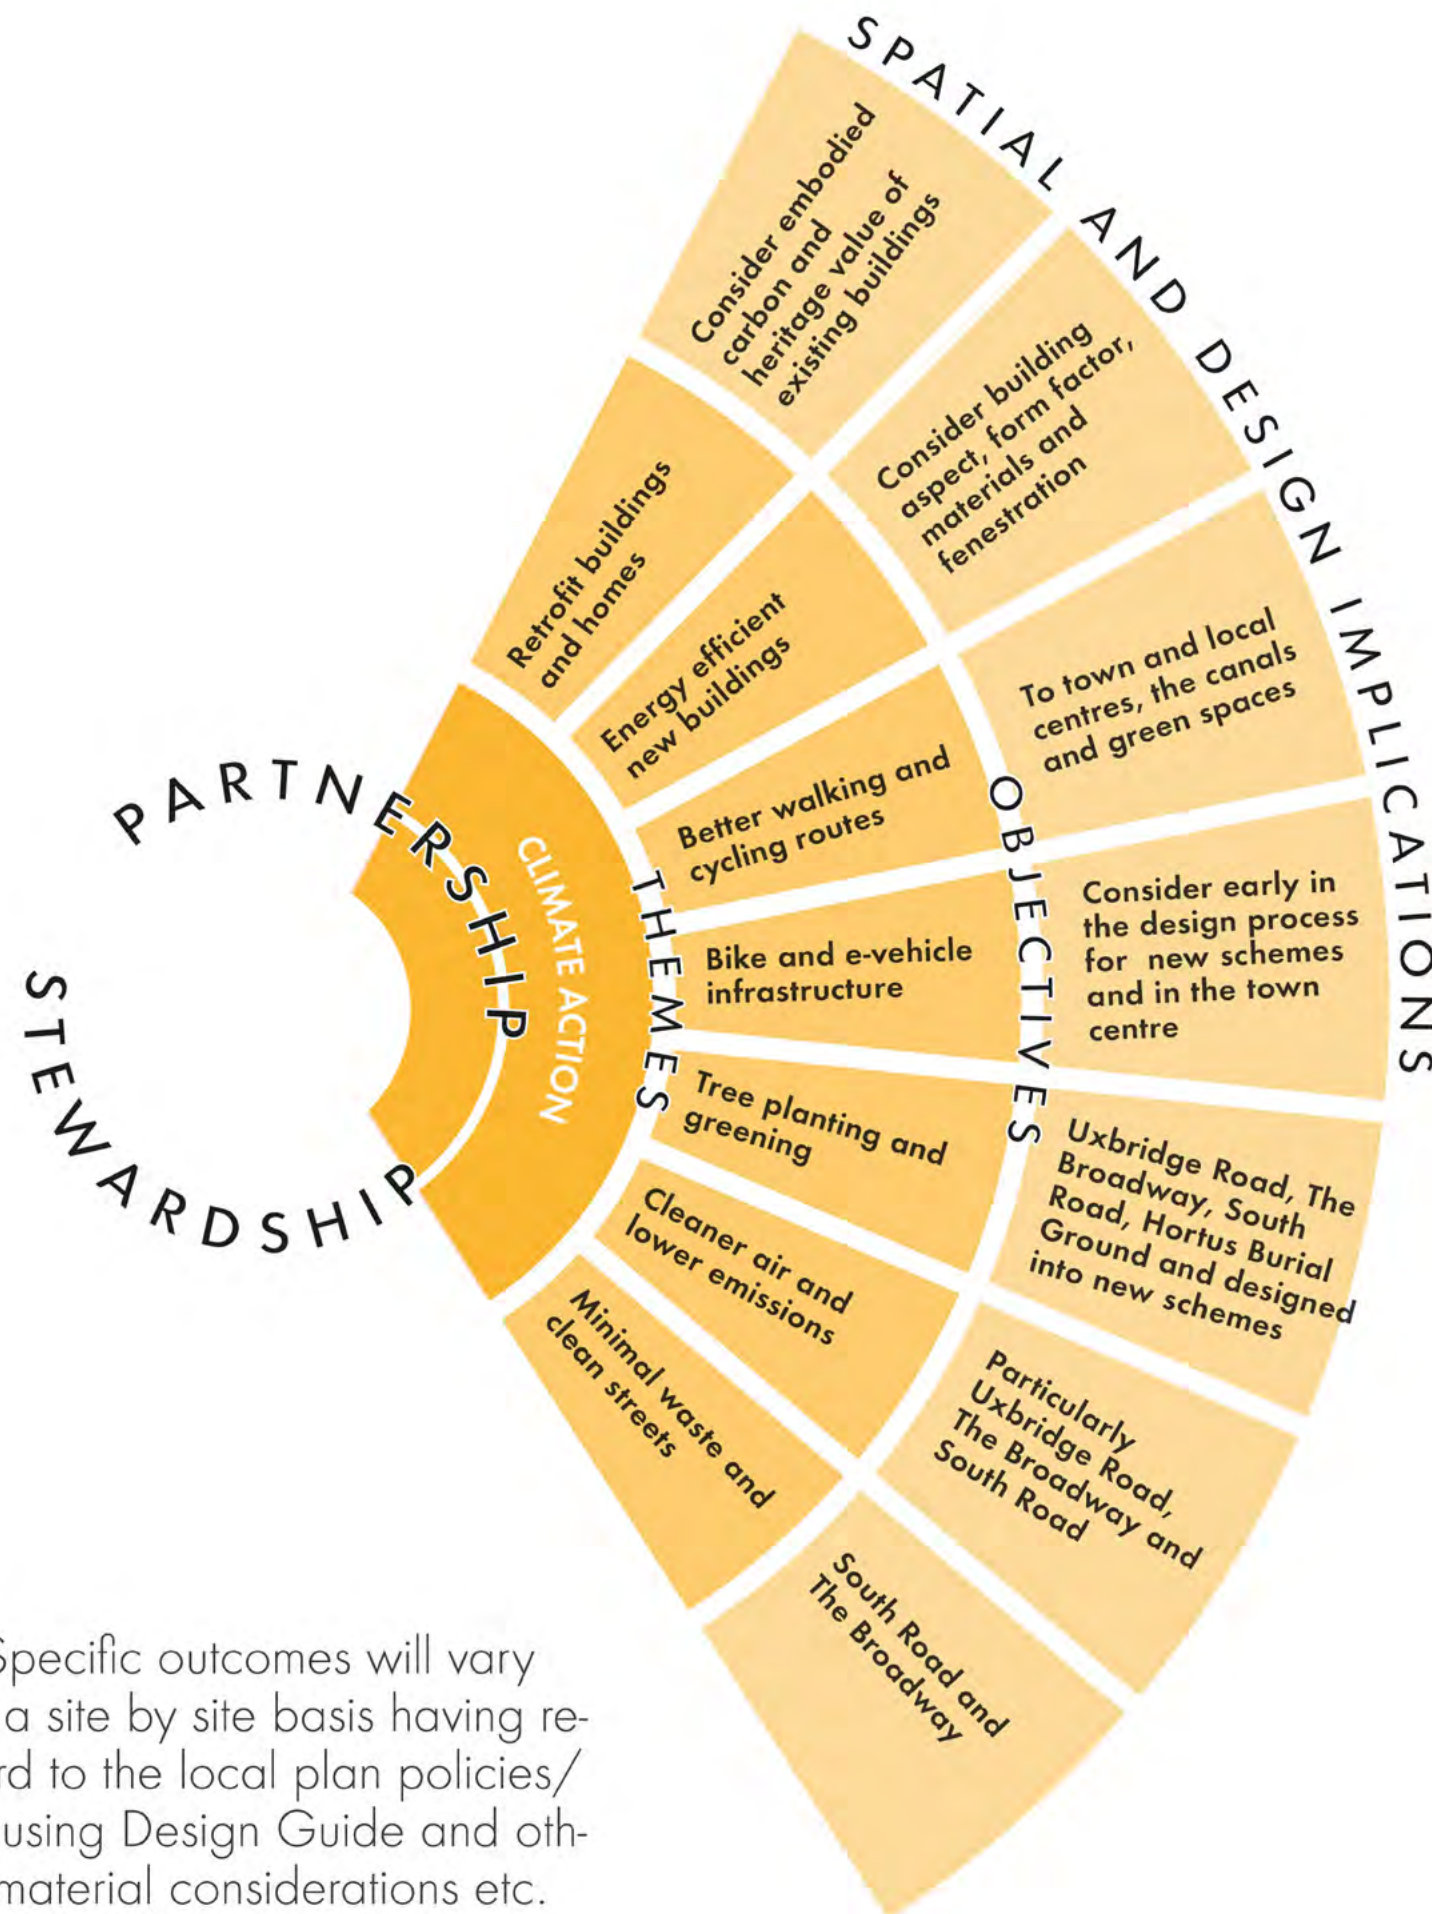 SPATIAL AND DESIGN IMPLICATIONS
Consider embodied
carbon and
heritage value of
existing buildings
Retrofit buildings
and homes
Consider building
aspect, form factor,
materials and
fenestration
Energy efficient
new buildings
To town and local
centres, the canals
and green spaces
Better walking and
cycling routes
OBJECTIVES
THEMES
PARTNERSHIP
CLIMATE ACTION
STEWARDSHIP
Bike and e-vehicle
infrastructure
Consider early in
the design process
for new schemes
and in the town
centre
Tree planting and
greening
Uxbridge Road, The
Broadway, South
Road, Hortus Burial
Ground and designed
into new schemes
Cleaner air and
lower emissions
Particularly
Uxbridge Road,
The Broadway and
South Road
Minimal waste and
clean streets
South Road and
The Broadway
Specific outcomes will vary
a site by site basis having re-
rd to the local plan policies/
using Design Guide and oth-
material considerations etc.